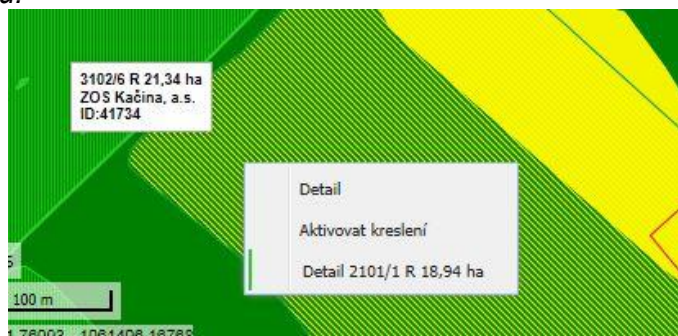 3102/6 R 21,34 ha
ZOS Kačina, a.s.
ID:41734
Detail
Aktivovat kreslení
Detail 2101/1 R 18,94 ha
100 m